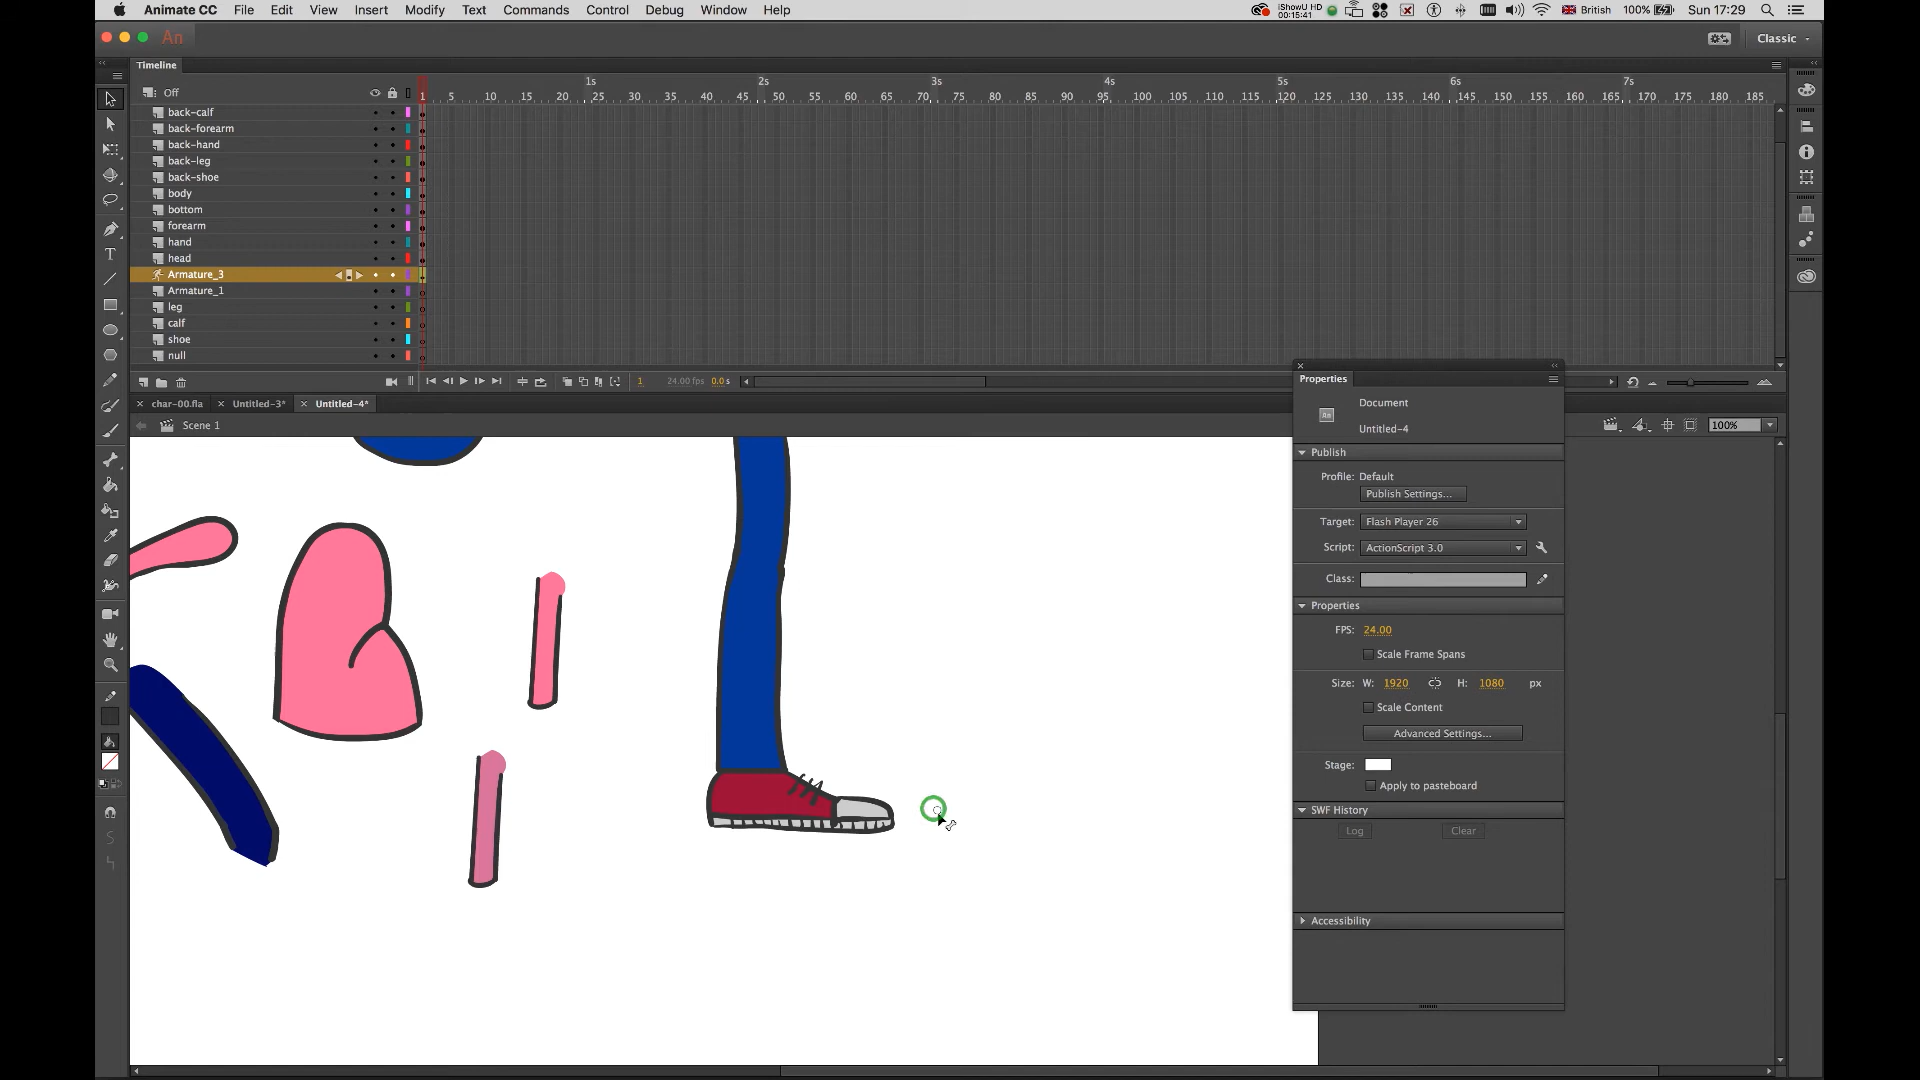 Animate CC File Edit View Insert Modify Text Commands Control Debug Window Help iShowU HD 00:15:41 British 100% Sun 17:29
An Classic
Timeline
Off 1s 2s 3s 4s 5s 6s 7s
1 5 10 15 20 25 30 35 40 45 50 55 60 65 70 75 80 85 90 95 100 105 110 115 120 125 130 135 140 145 150 155 160 165 170 175 180 185
back-calf
back-forearm
back-hand
back-leg
back-shoe
body
bottom
forearm
hand
head
Armature_3
Armature_1
leg
calf
shoe
null
1 24.00 fps 0.0 s
char-00.fla Untitled-3* Untitled-4*
Scene 1 100%
Properties
Document
Untitled-4
Publish
Profile: Default
Publish Settings...
Target: Flash Player 26
Script: ActionScript 3.0
Class:
Properties
FPS: 24.00
Scale Frame Spans
Size: W: 1920 H: 1080 px
Scale Content
Advanced Settings...
Stage:
Apply to pasteboard
SWF History
Log Clear
Accessibility